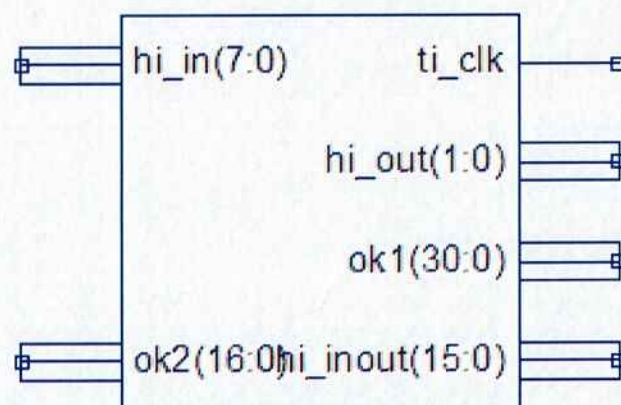 hi_in(7:0) ti_clk
hi_out(1:0)
ok1(30:0)
ok2(16:0) hi_inout(15:0)